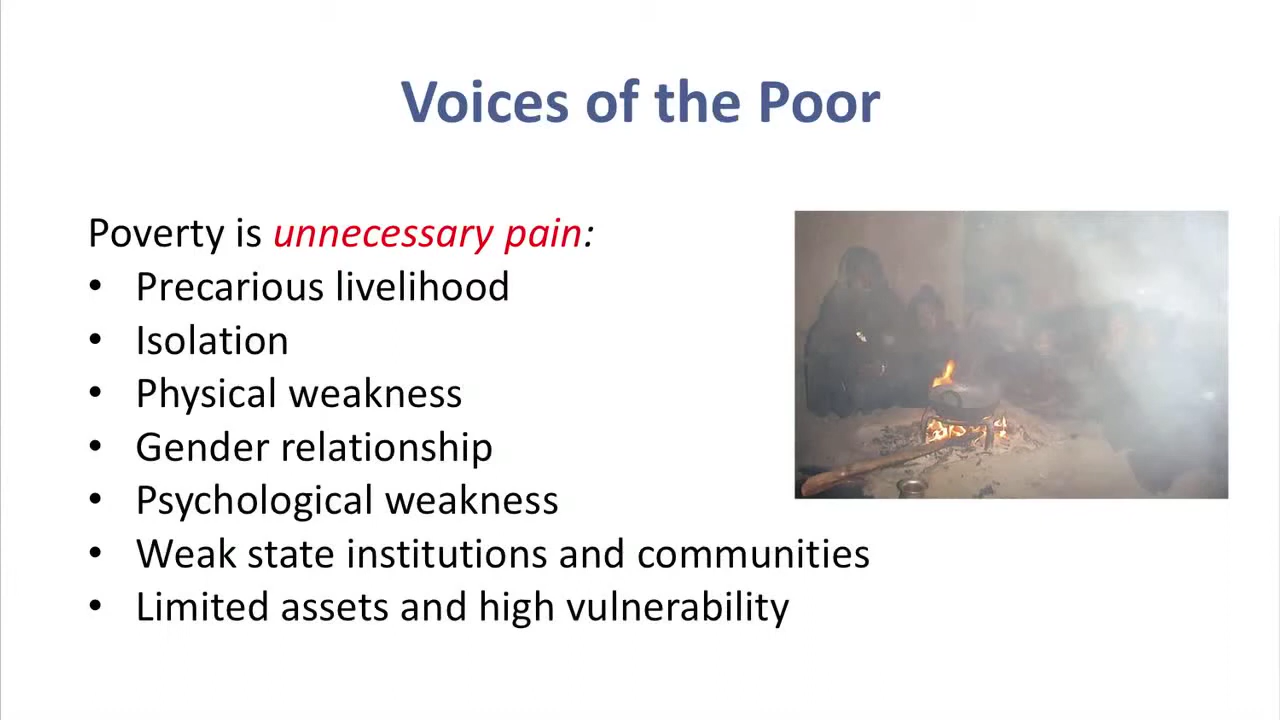 Voices of the Poor
Poverty is unnecessary pain:
• Precarious livelihood
• Isolation
• Physical weakness
• Gender relationship
• Psychological weakness
• Weak state institutions and communities
• Limited assets and high vulnerability